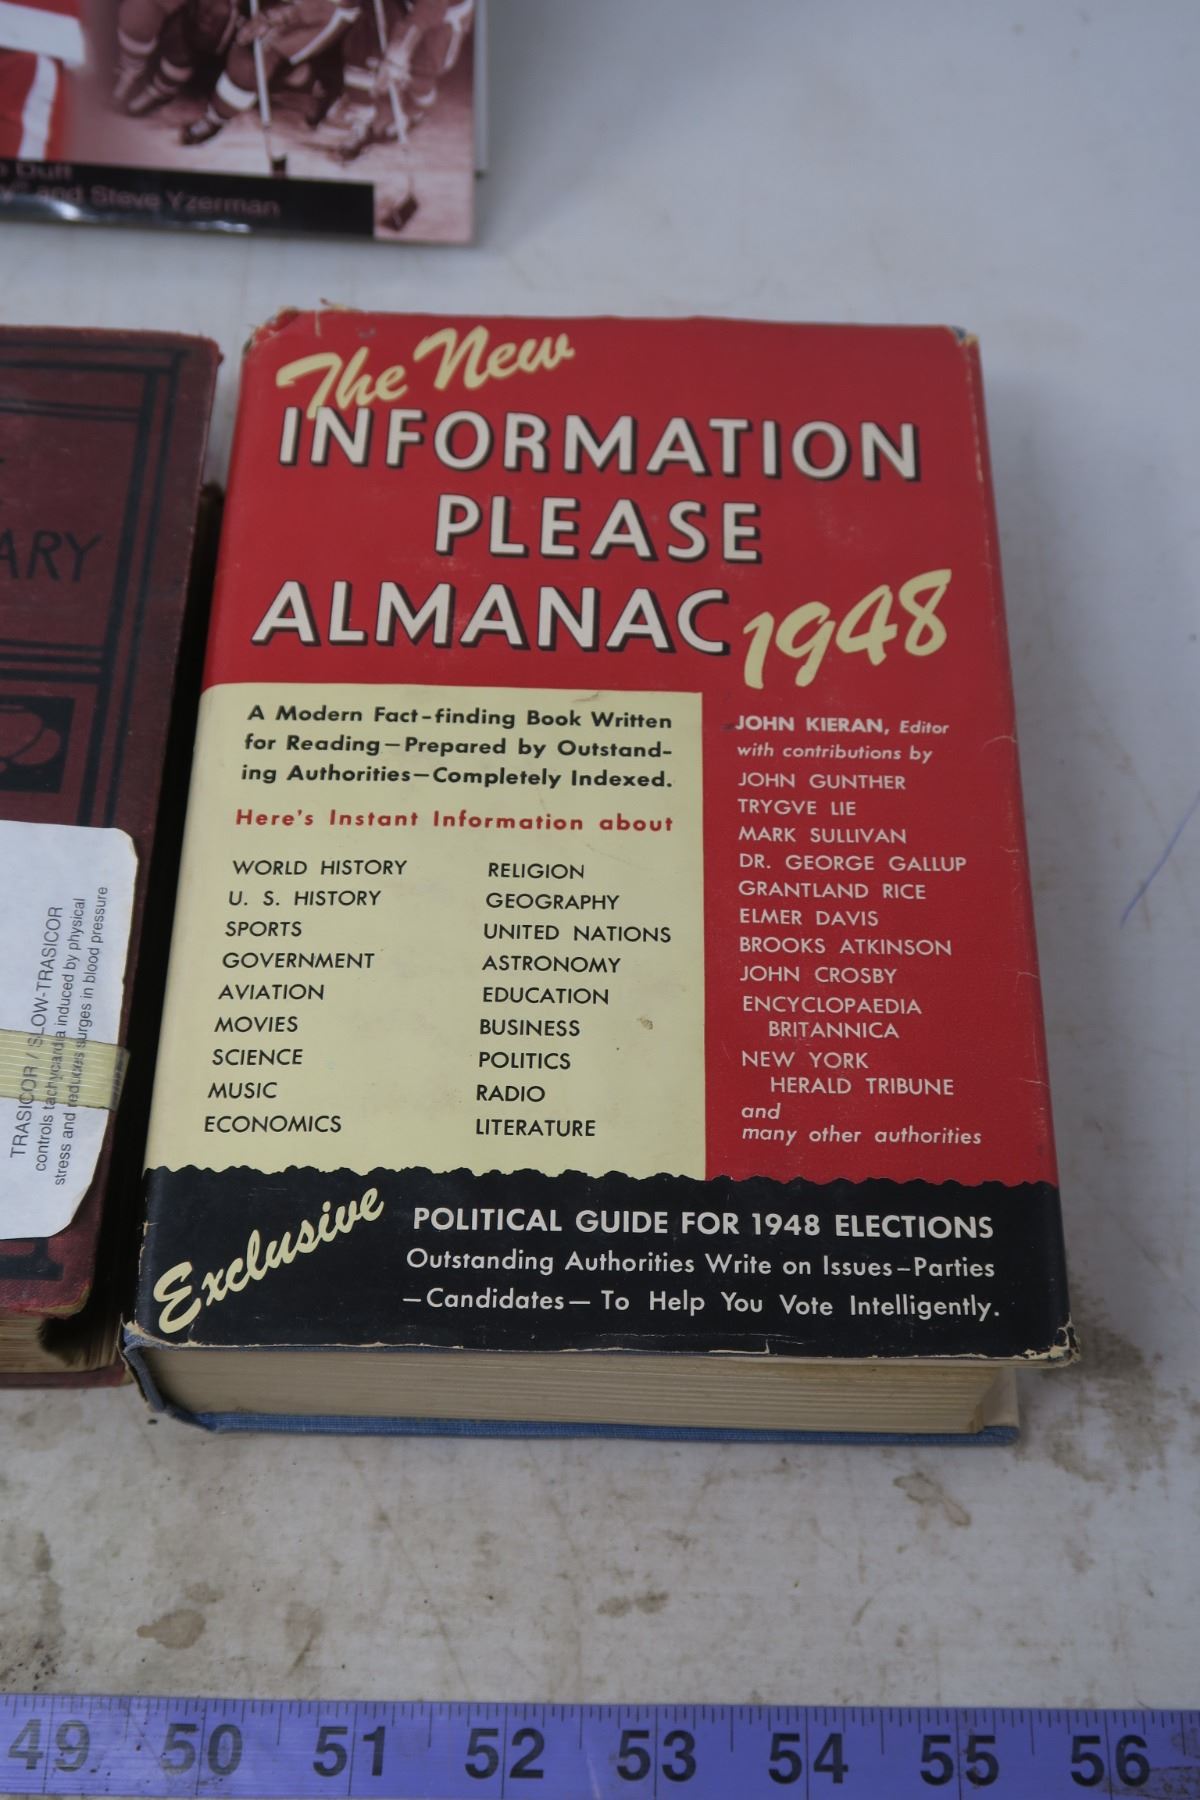 Duff
and Steve Yzerman
ARY
TRASICOR / SLOW-TRASICOR
controls tachycardia induced by physical
stress and reduces surges in blood pressure
The New
INFORMATION
PLEASE
ALMANAC 1948
A Modern Fact-finding Book Written
for Reading—Prepared by Outstand-
ing Authorities—Completely Indexed.
Here's Instant Information about
WORLD HISTORY
U. S. HISTORY
SPORTS
GOVERNMENT
AVIATION
MOVIES
SCIENCE
MUSIC
ECONOMICS
RELIGION
GEOGRAPHY
UNITED NATIONS
ASTRONOMY
EDUCATION
BUSINESS
POLITICS
RADIO
LITERATURE
JOHN KIERAN, Editor
with contributions by
JOHN GUNTHER
TRYGVE LIE
MARK SULLIVAN
DR. GEORGE GALLUP
GRANTLAND RICE
ELMER DAVIS
BROOKS ATKINSON
JOHN CROSBY
ENCYCLOPAEDIA
BRITANNICA
NEW YORK
HERALD TRIBUNE
and
many other authorities
Exclusive
POLITICAL GUIDE FOR 1948 ELECTIONS
Outstanding Authorities Write on Issues—Parties
—Candidates— To Help You Vote Intelligently.
49 50 51 52 53 54 55 56